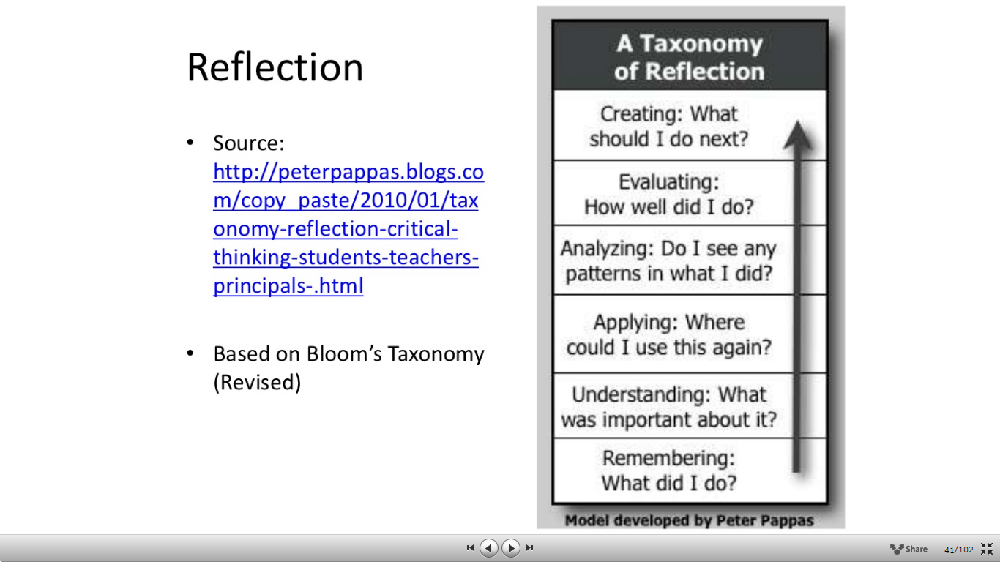 Reflection
• Source:
http://peterpappas.blogs.co
m/copy_paste/2010/01/tax
onomy-reflection-critical-
thinking-students-teachers-
principals-.html
• Based on Bloom’s Taxonomy
(Revised)
A Taxonomy
of Reflection
Creating: What
should I do next?
Evaluating:
How well did I do?
Analyzing: Do I see any
patterns in what I did?
Applying: Where
could I use this again?
Understanding: What
was important about it?
Remembering:
What did I do?
Model developed by Peter Pappas
Share
41/102